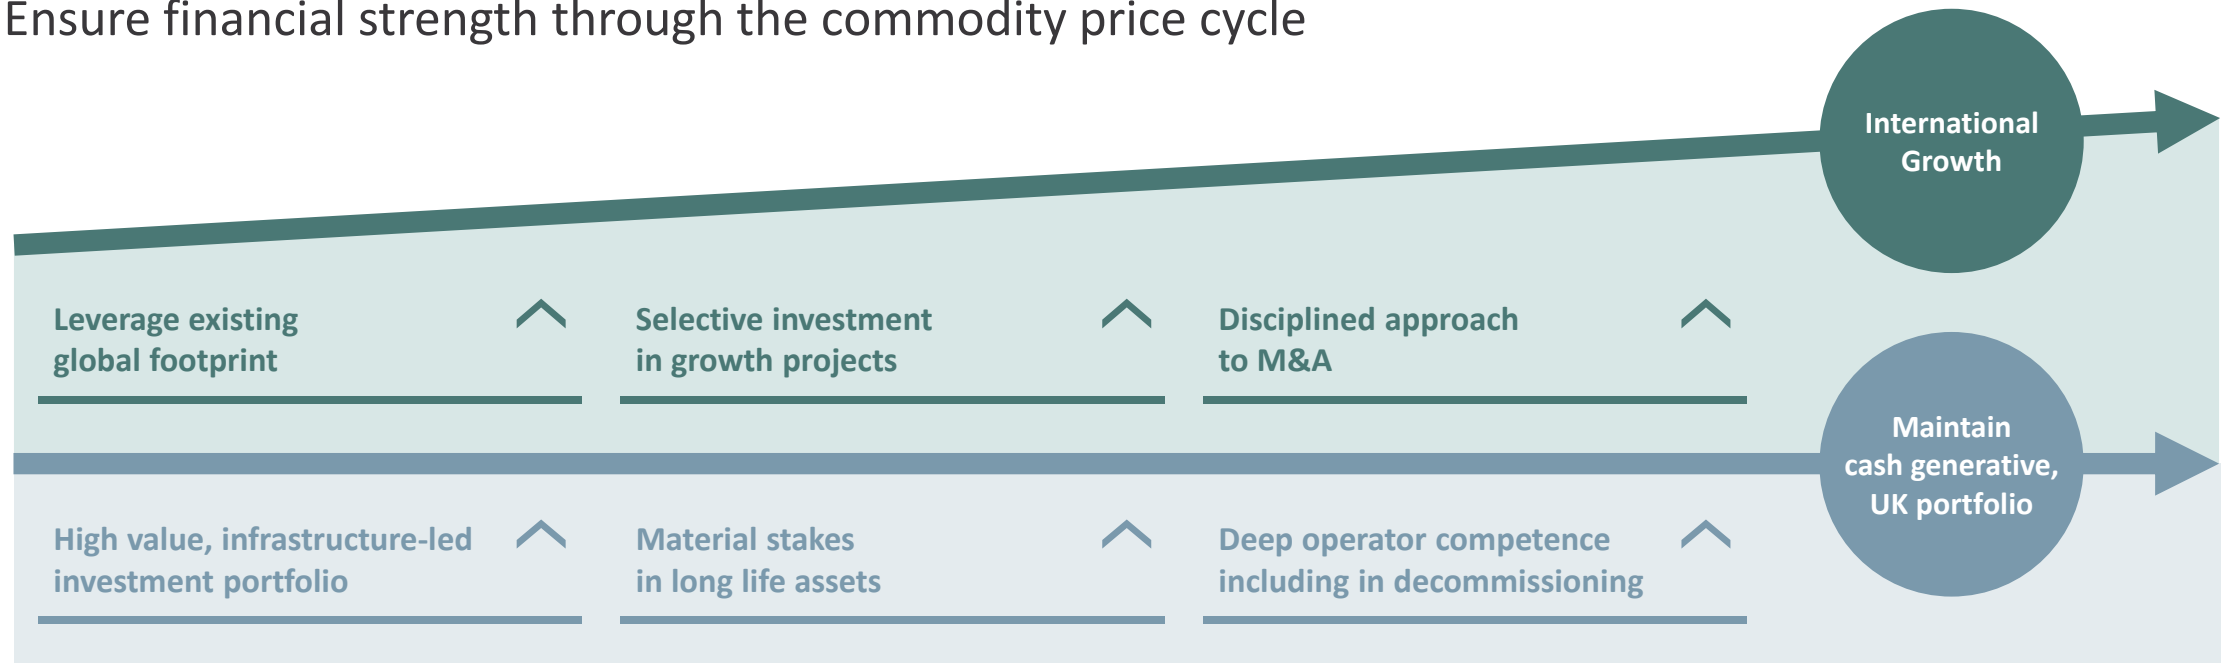 Ensure financial strength through the commodity price cycle
International
Growth
Leverage existing
global footprint
Selective investment
in growth projects
Disciplined approach
to M&A
Maintain
cash generative,
UK portfolio
High value, infrastructure-led
investment portfolio
Material stakes
in long life assets
Deep operator competence
including in decommissioning